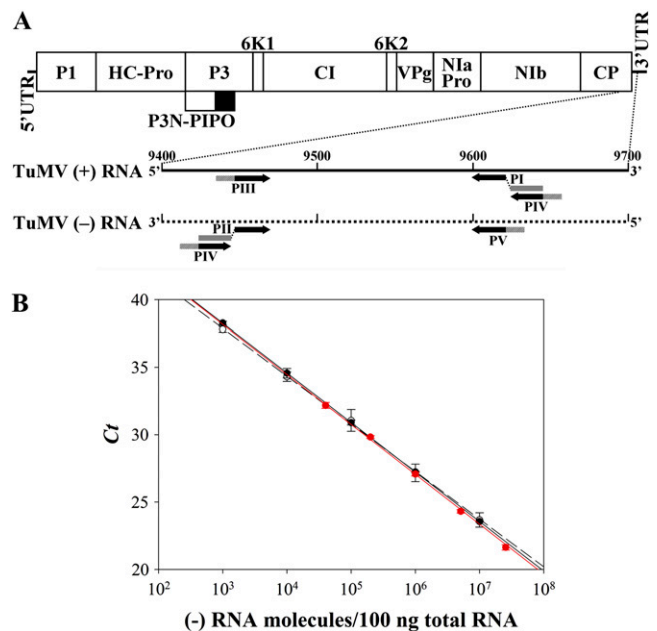 A
6K1 6K2
5'UTR P1 HC-Pro P3 CI VPg NIa Pro NIb CP 3'UTR
P3N-PIPO
9400 9500 9600 9700
TuMV (+) RNA 5' 3'
PIII PI
PIV
TuMV (–) RNA 3' 5'
PII
PIV PV
B
40
35
30
25
20
Ct
10² 10³ 10⁴ 10⁵ 10⁶ 10⁷ 10⁸
(-) RNA molecules/100 ng total RNA